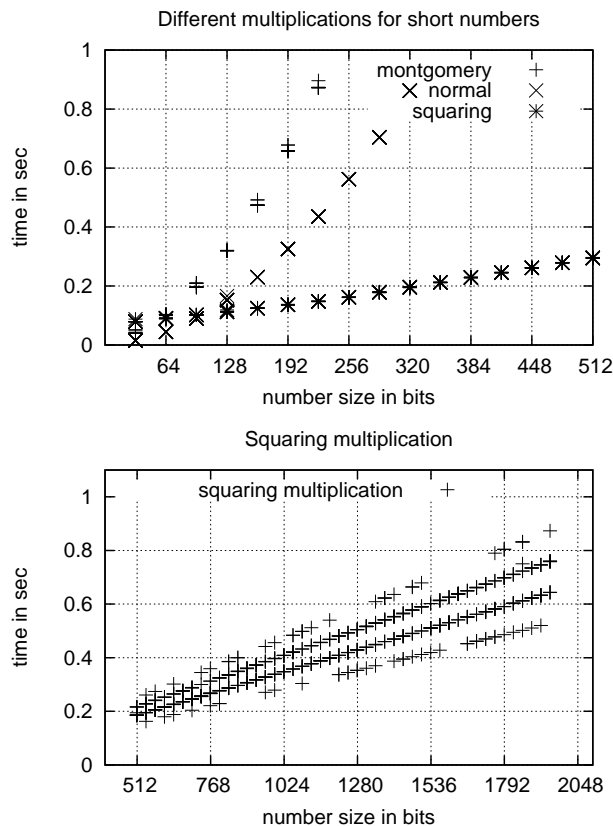 Different multiplications for short numbers
1
montgomery
normal
0.8
squaring
0.6
time in sec
0.4
0.2
0
64 128 192 256 320 384 448 512
number size in bits
Squaring multiplication
1
squaring multiplication
0.8
0.6
time in sec
0.4
0.2
0
512 768 1024 1280 1536 1792 2048
number size in bits